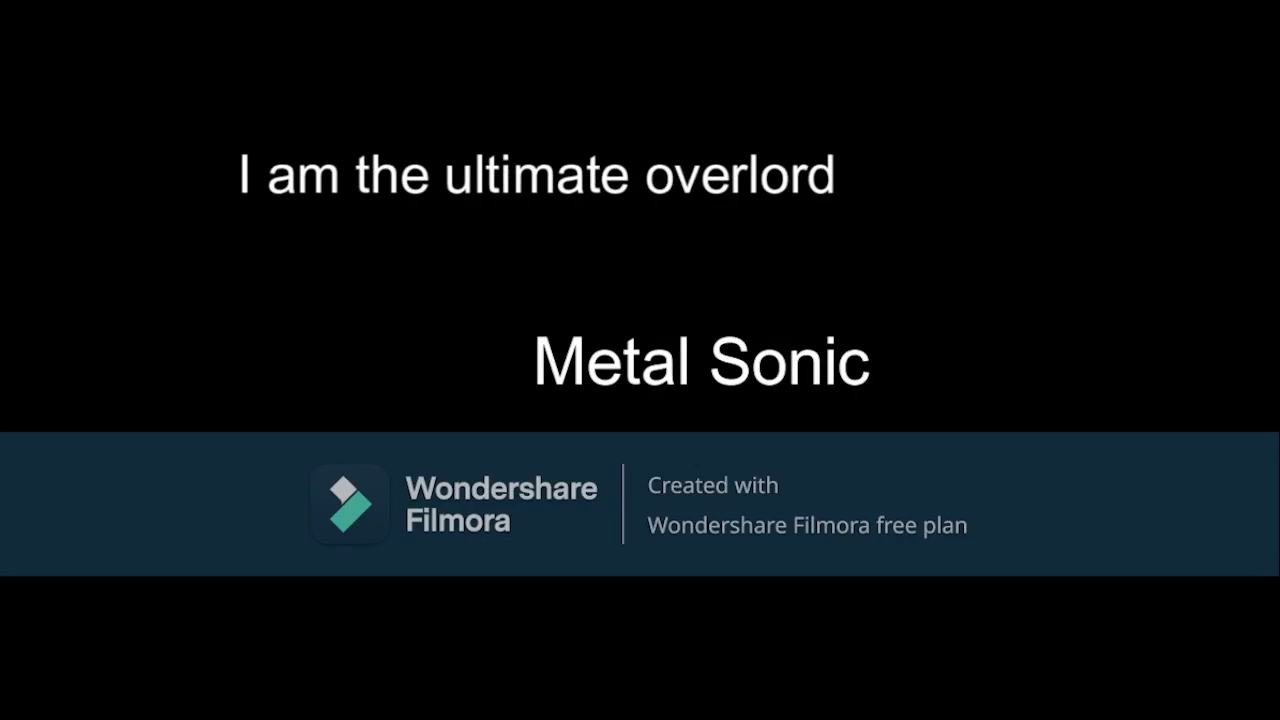 I am the ultimate overlord
Metal Sonic
Wondershare
Filmora
Created with
Wondershare Filmora free plan